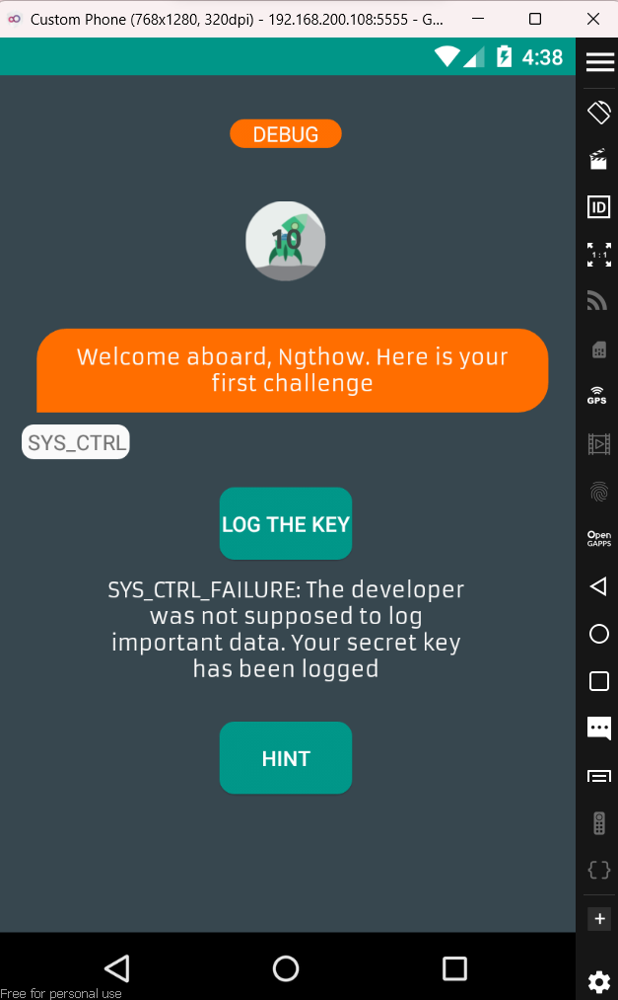 Custom Phone (768x1280, 320dpi) - 192.168.200.108:5555 - G...
4:38
DEBUG
10
Welcome aboard, Ngthow. Here is your
first challenge
SYS_CTRL
LOG THE KEY
SYS_CTRL_FAILURE: The developer
was not supposed to log
important data. Your secret key
has been logged
HINT
Free for personal use
ID
1:1
GPS
Open
GAPPS